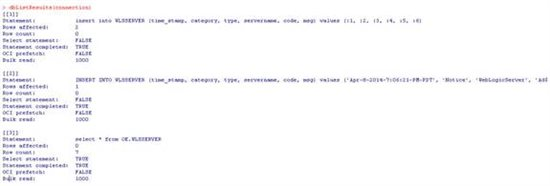 > dbListResults(connection)
[[1]]
Statement: insert into WLSSERVER (time_stamp, category, type, servername, code, msg) values (:1, :2, :3, :4, :5, :6)
Rows affected: 2
Row count: 0
Select statement: FALSE
Statement completed: TRUE
OCI prefetch: FALSE
Bulk read: 1000
[[2]]
Statement: INSERT INTO WLSSERVER (time_stamp, category, type, servername, code, msg) values ('Apr-8-2014-7:06:21-PM-PDT', 'Notice', 'WebLogicServer', 'AdS
Rows affected: 1
Row count: 0
Select statement: FALSE
Statement completed: TRUE
OCI prefetch: FALSE
Bulk read: 1000
[[3]]
Statement: select * from OE.WLSSERVER
Rows affected: 0
Row count: 7
Select statement: TRUE
Statement completed: TRUE
OCI prefetch: FALSE
Bulk read: 1000